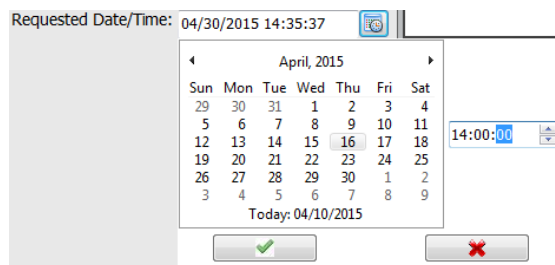 Requested Date/Time: 04/30/2015 14:35:37
April, 2015
Sun Mon Tue Wed Thu Fri Sat
29 30 31 1 2 3 4
5 6 7 8 9 10 11
12 13 14 15 16 17 18
14:00:00
19 20 21 22 23 24 25
26 27 28 29 30 1 2
3 4 5 6 7 8 9
Today: 04/10/2015